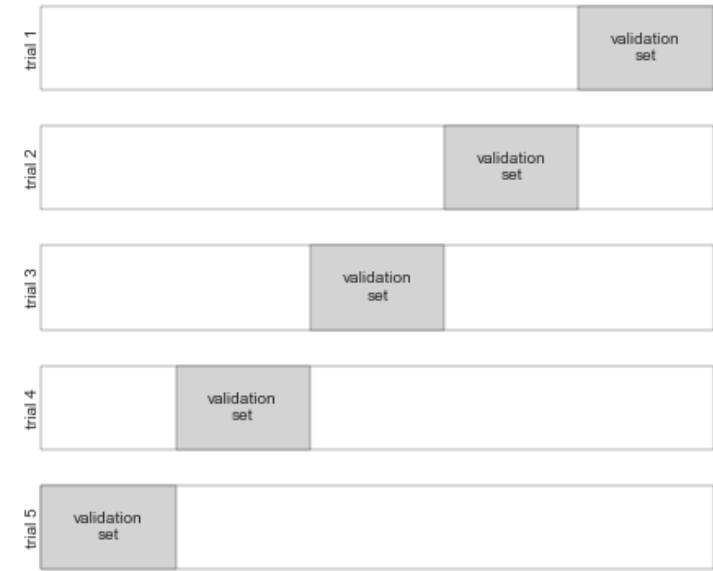 trial 1
validation
set
trial 2
validation
set
trial 3
validation
set
trial 4
validation
set
trial 5
validation
set